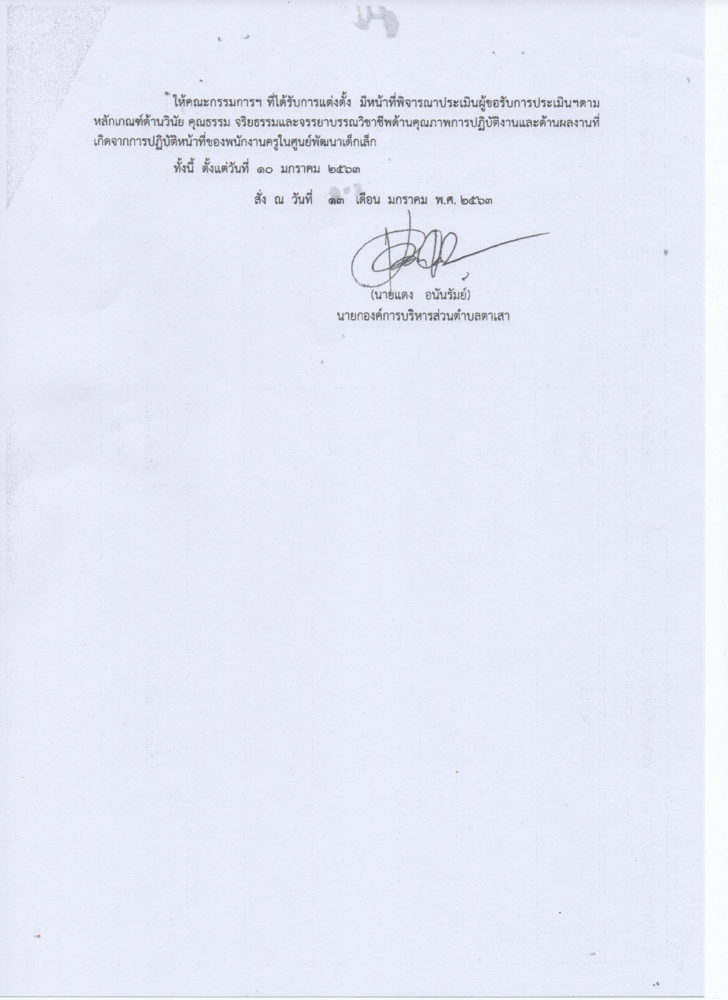 ให้คณะกรรมการฯ ที่ได้รับการแต่งตั้ง มีหน้าที่พิจารณาประเมินผู้ขอรับการประเมินฯตาม
หลักเกณฑ์ด้านวินัย คุณธรรม จริยธรรมและจรรยาบรรณวิชาชีพด้านคุณภาพการปฏิบัติงานและด้านผลงานที่
เกิดจากการปฏิบัติหน้าที่ของพนักงานครูในศูนย์พัฒนาเด็กเล็ก
ทั้งนี้ ตั้งแต่วันที่ ๑๐ มกราคม ๒๕๖๓
สั่ง ณ วันที่ ๑๓ เดือน มกราคม พ.ศ. ๒๕๖๓
(นายแดง อนันรัมย์)
นายกองค์การบริหารส่วนตำบลตาเสา